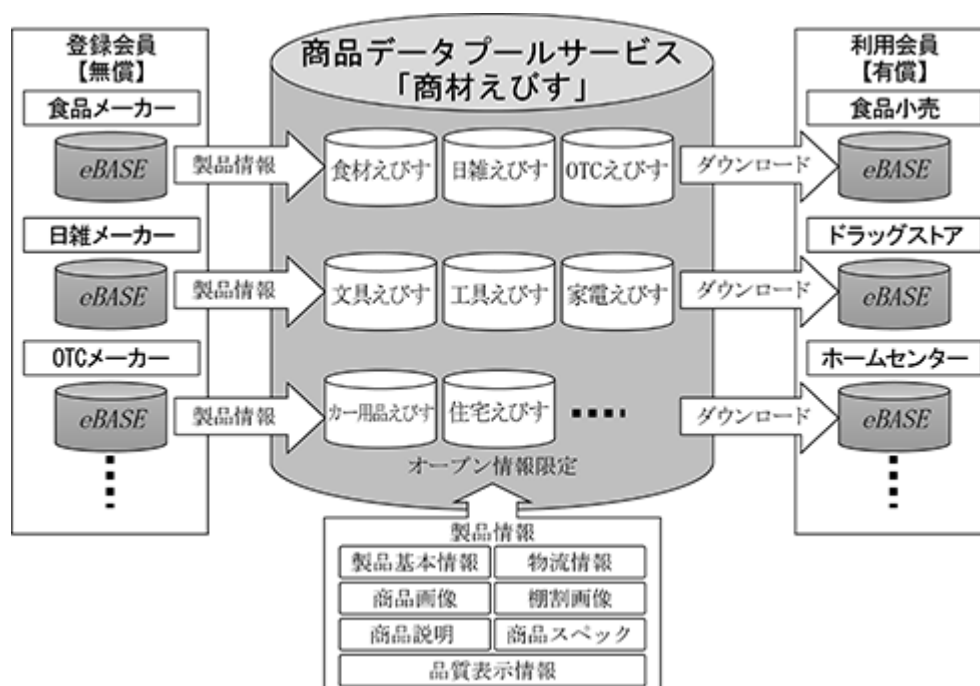 登録会員
【無償】
食品メーカー
eBASE
日雑メーカー
eBASE
OTCメーカー
eBASE
製品情報
製品情報
製品情報
商品データプールサービス
「商材えびす」
食材えびす
日雑えびす
OTCえびす
文具えびす
工具えびす
家電えびす
カー用品えびす
住宅えびす
オープン情報限定
ダウンロード
ダウンロード
ダウンロード
利用会員
【有償】
食品小売
eBASE
ドラッグストア
eBASE
ホームセンター
eBASE
製品情報
製品基本情報
物流情報
商品画像
棚割画像
商品説明
商品スペック
品質表示情報